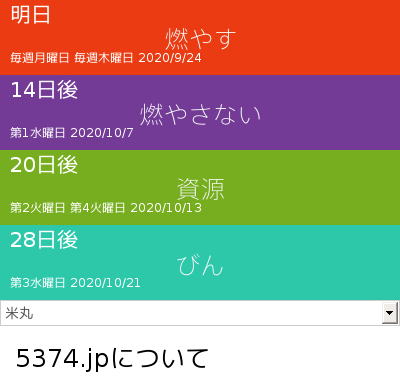 明日
燃やす
毎週月曜日 毎週木曜日 2020/9/24
14日後
燃やさない
第1水曜日 2020/10/7
20日後
資源
第2火曜日 第4火曜日 2020/10/13
28日後
びん
第3水曜日 2020/10/21
米丸
5374.jpについて